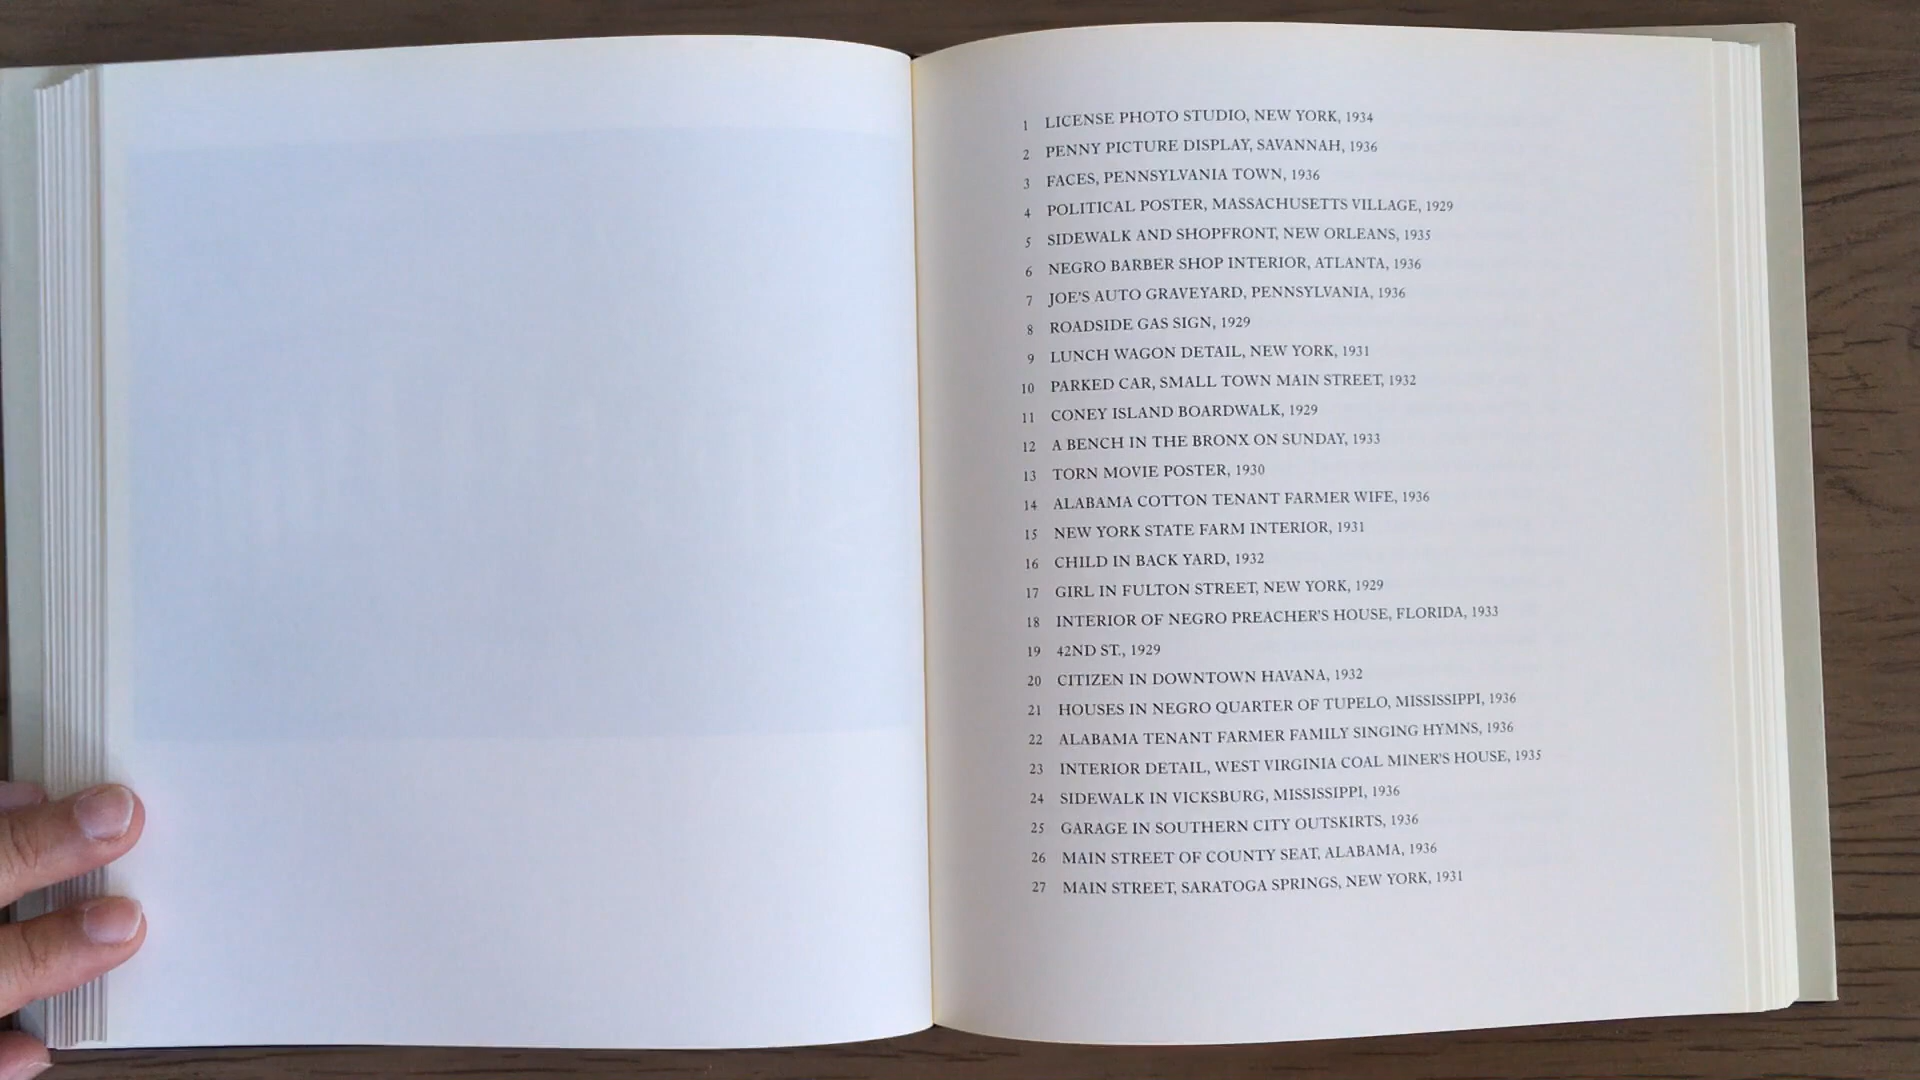 1 LICENSE PHOTO STUDIO, NEW YORK, 1934
2 PENNY PICTURE DISPLAY, SAVANNAH, 1936
3 FACES, PENNSYLVANIA TOWN, 1936
4 POLITICAL POSTER, MASSACHUSETTS VILLAGE, 1929
5 SIDEWALK AND SHOPFRONT, NEW ORLEANS, 1935
6 NEGRO BARBER SHOP INTERIOR, ATLANTA, 1936
7 JOE'S AUTO GRAVEYARD, PENNSYLVANIA, 1936
8 ROADSIDE GAS SIGN, 1929
9 LUNCH WAGON DETAIL, NEW YORK, 1931
10 PARKED CAR, SMALL TOWN MAIN STREET, 1932
11 CONEY ISLAND BOARDWALK, 1929
12 A BENCH IN THE BRONX ON SUNDAY, 1933
13 TORN MOVIE POSTER, 1930
14 ALABAMA COTTON TENANT FARMER WIFE, 1936
15 NEW YORK STATE FARM INTERIOR, 1931
16 CHILD IN BACK YARD, 1932
17 GIRL IN FULTON STREET, NEW YORK, 1929
18 INTERIOR OF NEGRO PREACHER'S HOUSE, FLORIDA, 1933
19 42ND ST., 1929
20 CITIZEN IN DOWNTOWN HAVANA, 1932
21 HOUSES IN NEGRO QUARTER OF TUPELO, MISSISSIPPI, 1936
22 ALABAMA TENANT FARMER FAMILY SINGING HYMNS, 1936
23 INTERIOR DETAIL, WEST VIRGINIA COAL MINER'S HOUSE, 1935
24 SIDEWALK IN VICKSBURG, MISSISSIPPI, 1936
25 GARAGE IN SOUTHERN CITY OUTSKIRTS, 1936
26 MAIN STREET OF COUNTY SEAT, ALABAMA, 1936
27 MAIN STREET, SARATOGA SPRINGS, NEW YORK, 1931